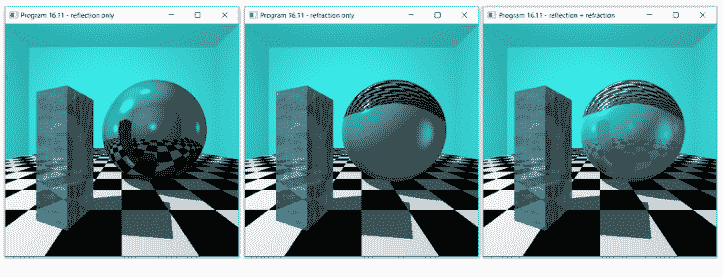 Program 16.11 - reflection only
Program 16.11 - refraction only
Program 16.11 - reflection + refraction